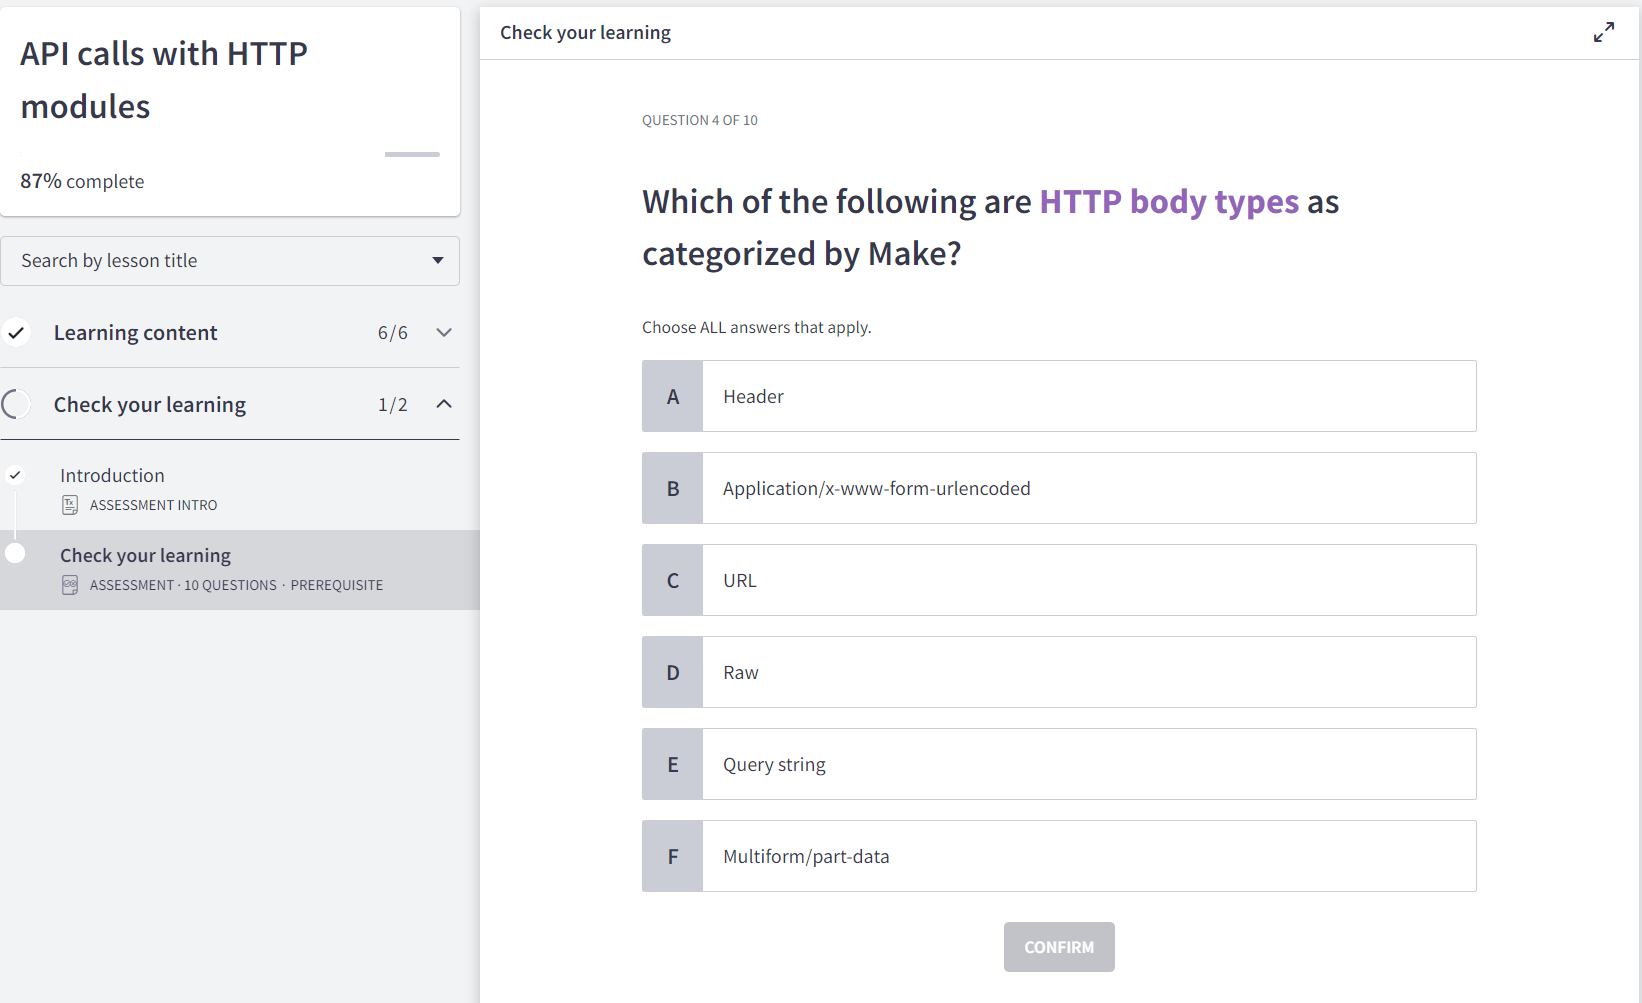 API calls with HTTP
modules
87% complete
Search by lesson title
Learning content 6/6
Check your learning 1/2
Introduction
ASSESSMENT INTRO
Check your learning
ASSESSMENT · 10 QUESTIONS · PREREQUISITE
Check your learning
QUESTION 4 OF 10
Which of the following are HTTP body types as
categorized by Make?
Choose ALL answers that apply.
A Header
B Application/x-www-form-urlencoded
C URL
D Raw
E Query string
F Multiform/part-data
CONFIRM